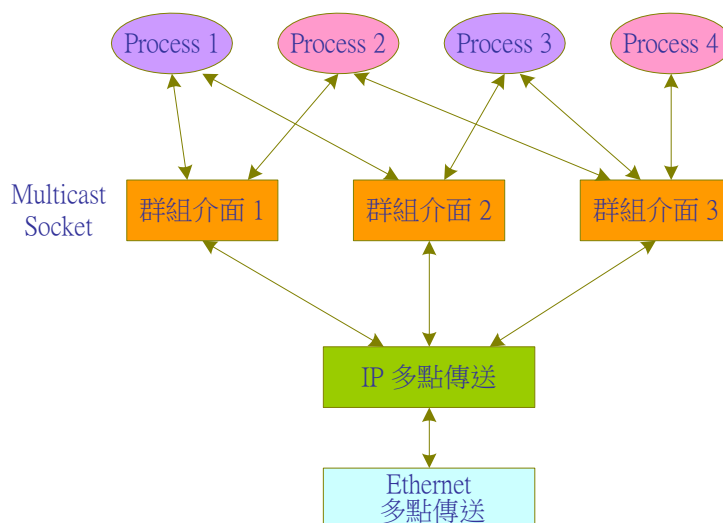 Process 1
Process 2
Process 3
Process 4
Multicast
Socket
群組介面 1
群組介面 2
群組介面 3
IP 多點傳送
Ethernet
多點傳送